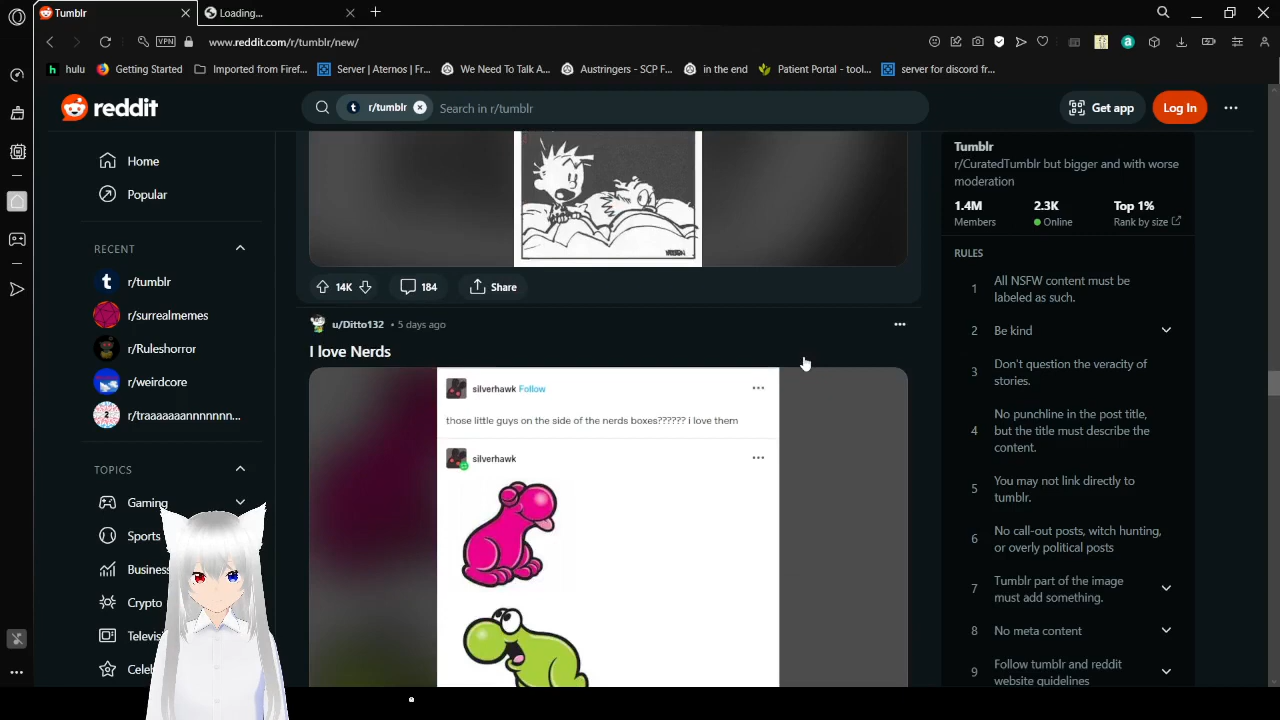 Tumblr
Loading...
VPN
www.reddit.com/r/tumblr/new/
hulu
Getting Started
Imported from Firef...
Server | Aternos | Fr...
We Need To Talk A...
Austringers - SCP F...
in the end
Patient Portal - tool...
server for discord fr...
reddit
r/tumblr
Search in r/tumblr
Get app
Log In
Home
Popular
RECENT
r/tumblr
r/surrealmemes
r/Ruleshorror
r/weirdcore
r/traaaaaaannnnnnn...
TOPICS
Gaming
Sports
Business
Crypto
Televis
Celeb
14K
184
Share
u/Ditto132 • 5 days ago
I love Nerds
silverhawk Follow
those little guys on the side of the nerds boxes?????? i love them
silverhawk
Tumblr
r/CuratedTumblr but bigger and with worse
moderation
1.4M
Members
2.3K
Online
Top 1%
Rank by size
RULES
1
All NSFW content must be
labeled as such.
2
Be kind
3
Don't question the veracity of
stories.
4
No punchline in the post title,
but the title must describe the
content.
5
You may not link directly to
tumblr.
6
No call-out posts, witch hunting,
or overly political posts
7
Tumblr part of the image
must add something.
8
No meta content
9
Follow tumblr and reddit
website guidelines